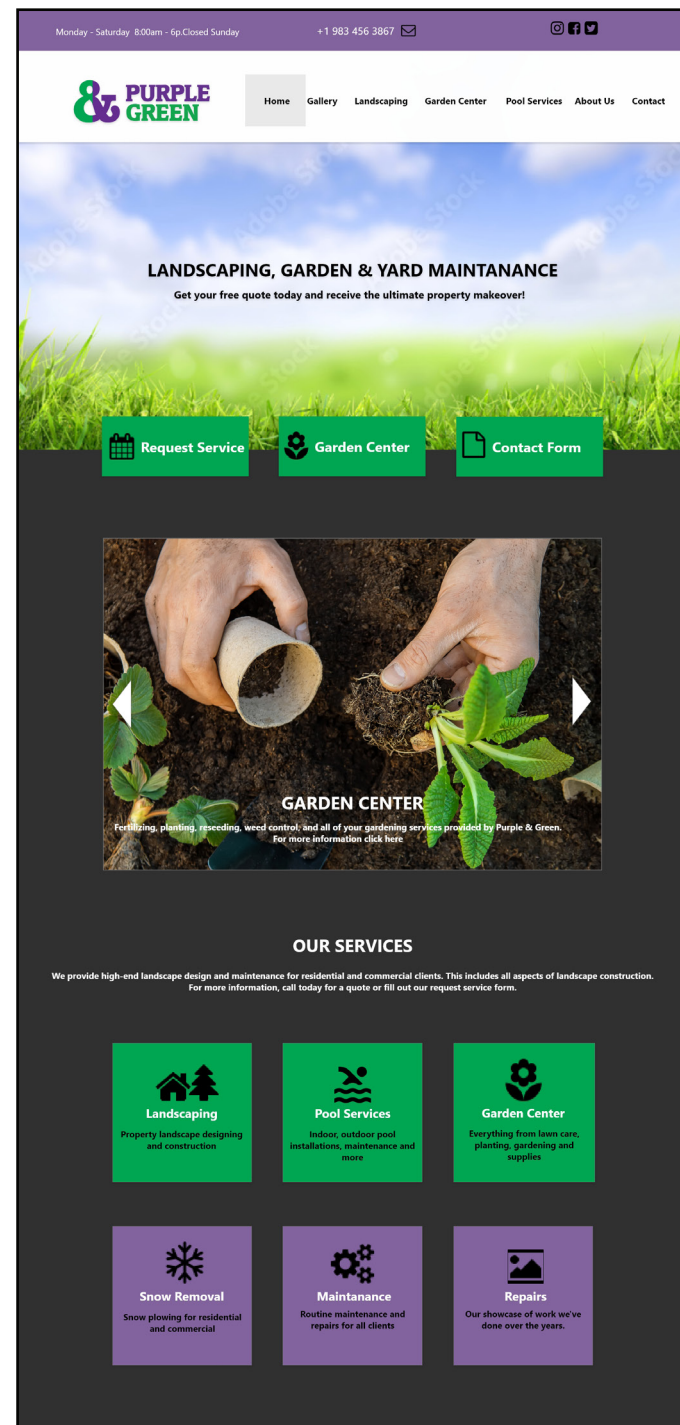 Monday - Saturday 8:00am - 6p.Closed Sunday
+1 983 456 3867
& PURPLE
GREEN
Home Gallery Landscaping Garden Center Pool Services About Us Contact
Adobe Stock
LANDSCAPING, GARDEN & YARD MAINTANANCE
Get your free quote today and receive the ultimate property makeover!
Request Service Garden Center Contact Form
GARDEN CENTER
Fertilizing, planting, reseeding, weed control, and all of your gardening services provided by Purple & Green.
For more information click here
OUR SERVICES
We provide high-end landscape design and maintenance for residential and commercial clients. This includes all aspects of landscape construction.
For more information, call today for a quote or fill out our request service form.
Landscaping
Property landscape designing
and construction
Pool Services
Indoor, outdoor pool
installations, maintenance and
more
Garden Center
Everything from lawn care,
planting, gardening and
supplies
Snow Removal
Snow plowing for residential
and commercial
Maintanance
Routine maintenance and
repairs for all clients
Repairs
Our showcase of work we've
done over the years.